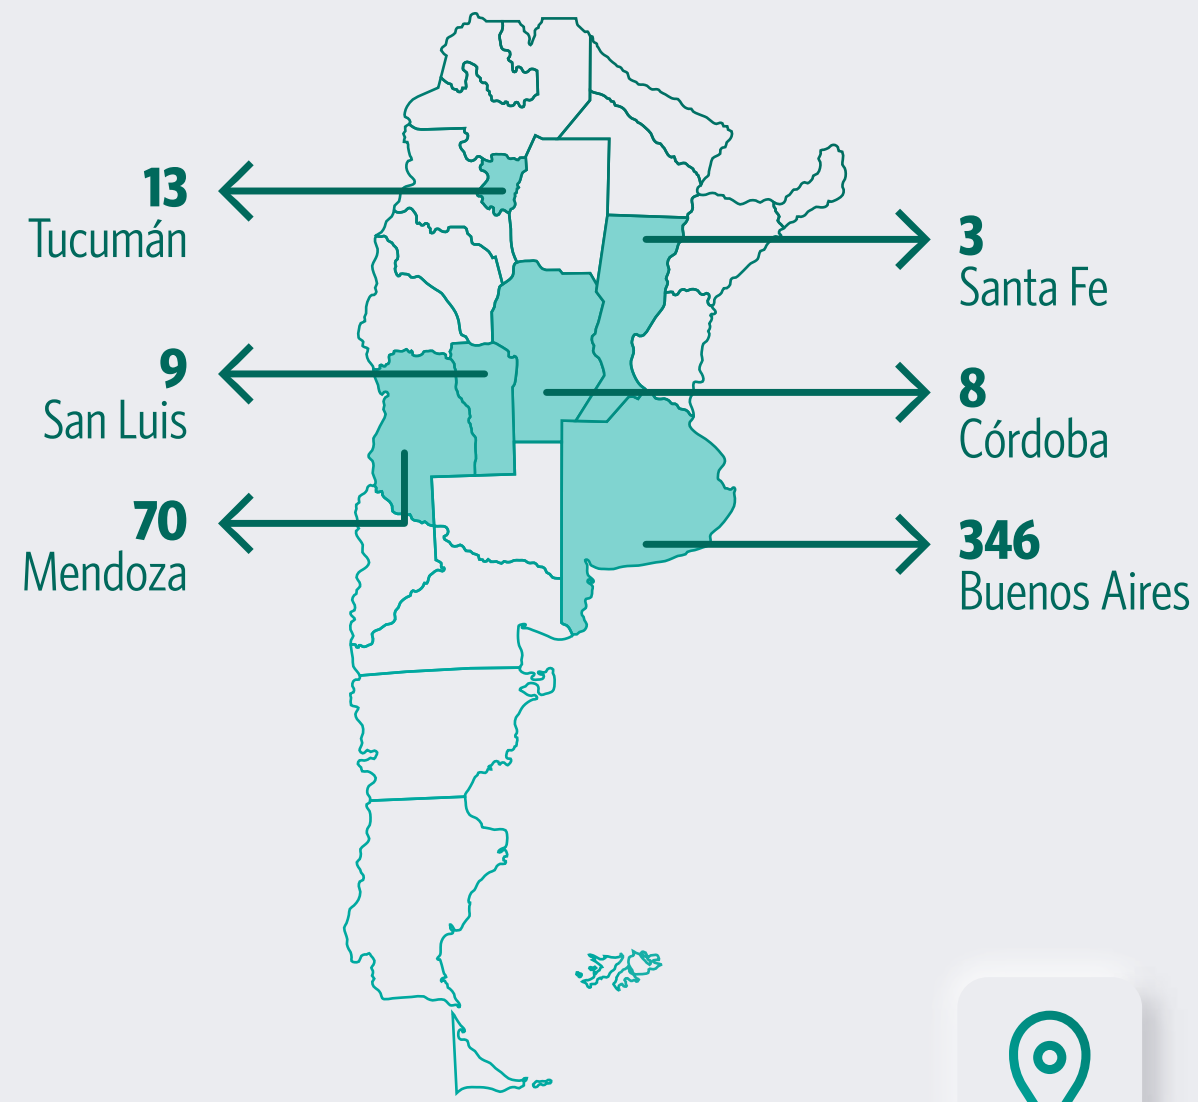 13
Tucumán
9
San Luis
70
Mendoza
3
Santa Fe
8
Córdoba
346
Buenos Aires